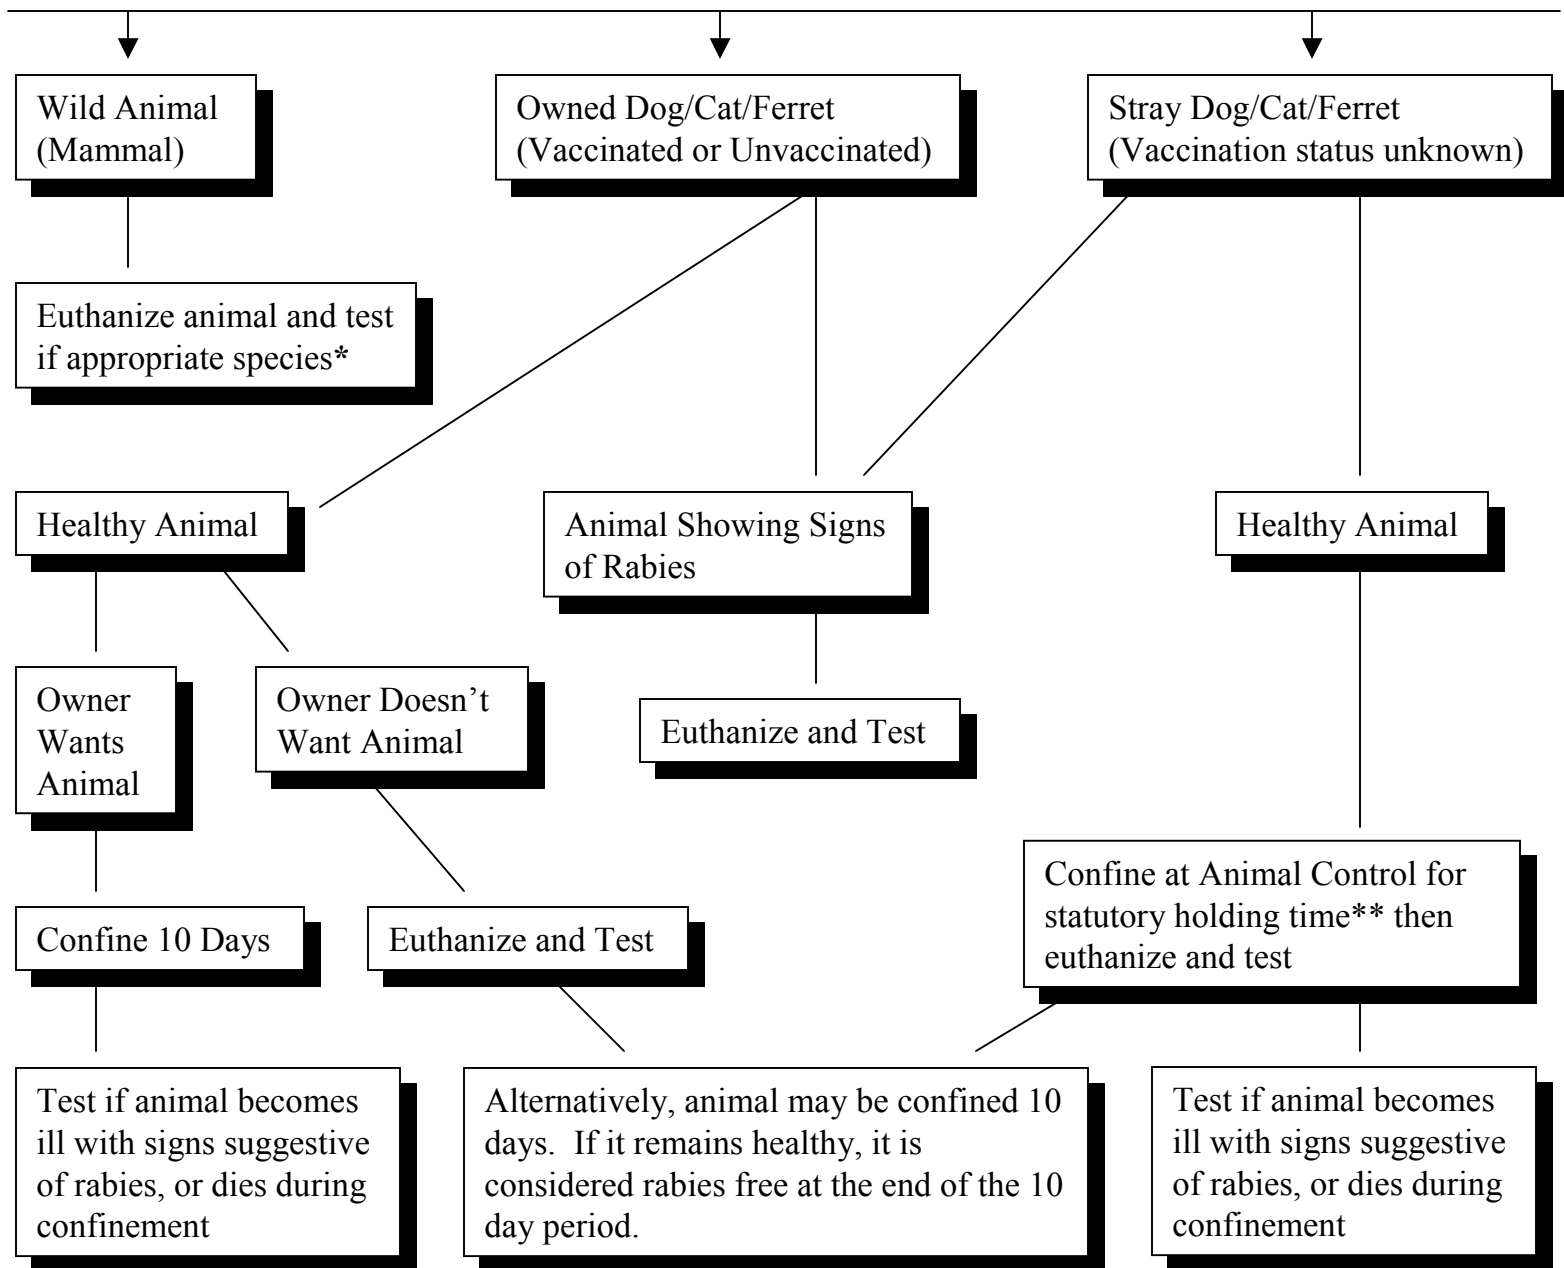 Wild Animal
(Mammal)
Owned Dog/Cat/Ferret
(Vaccinated or Unvaccinated)
Stray Dog/Cat/Ferret
(Vaccination status unknown)
Euthanize animal and test
if appropriate species*
Healthy Animal
Animal Showing Signs
of Rabies
Healthy Animal
Owner
Wants
Animal
Owner Doesn’t
Want Animal
Euthanize and Test
Confine at Animal Control for
statutory holding time** then
euthanize and test
Confine 10 Days
Euthanize and Test
Test if animal becomes
ill with signs suggestive
of rabies, or dies during
confinement
Alternatively, animal may be confined 10
days.  If it remains healthy, it is
considered rabies free at the end of the 10
day period.
Test if animal becomes
ill with signs suggestive
of rabies, or dies during
confinement